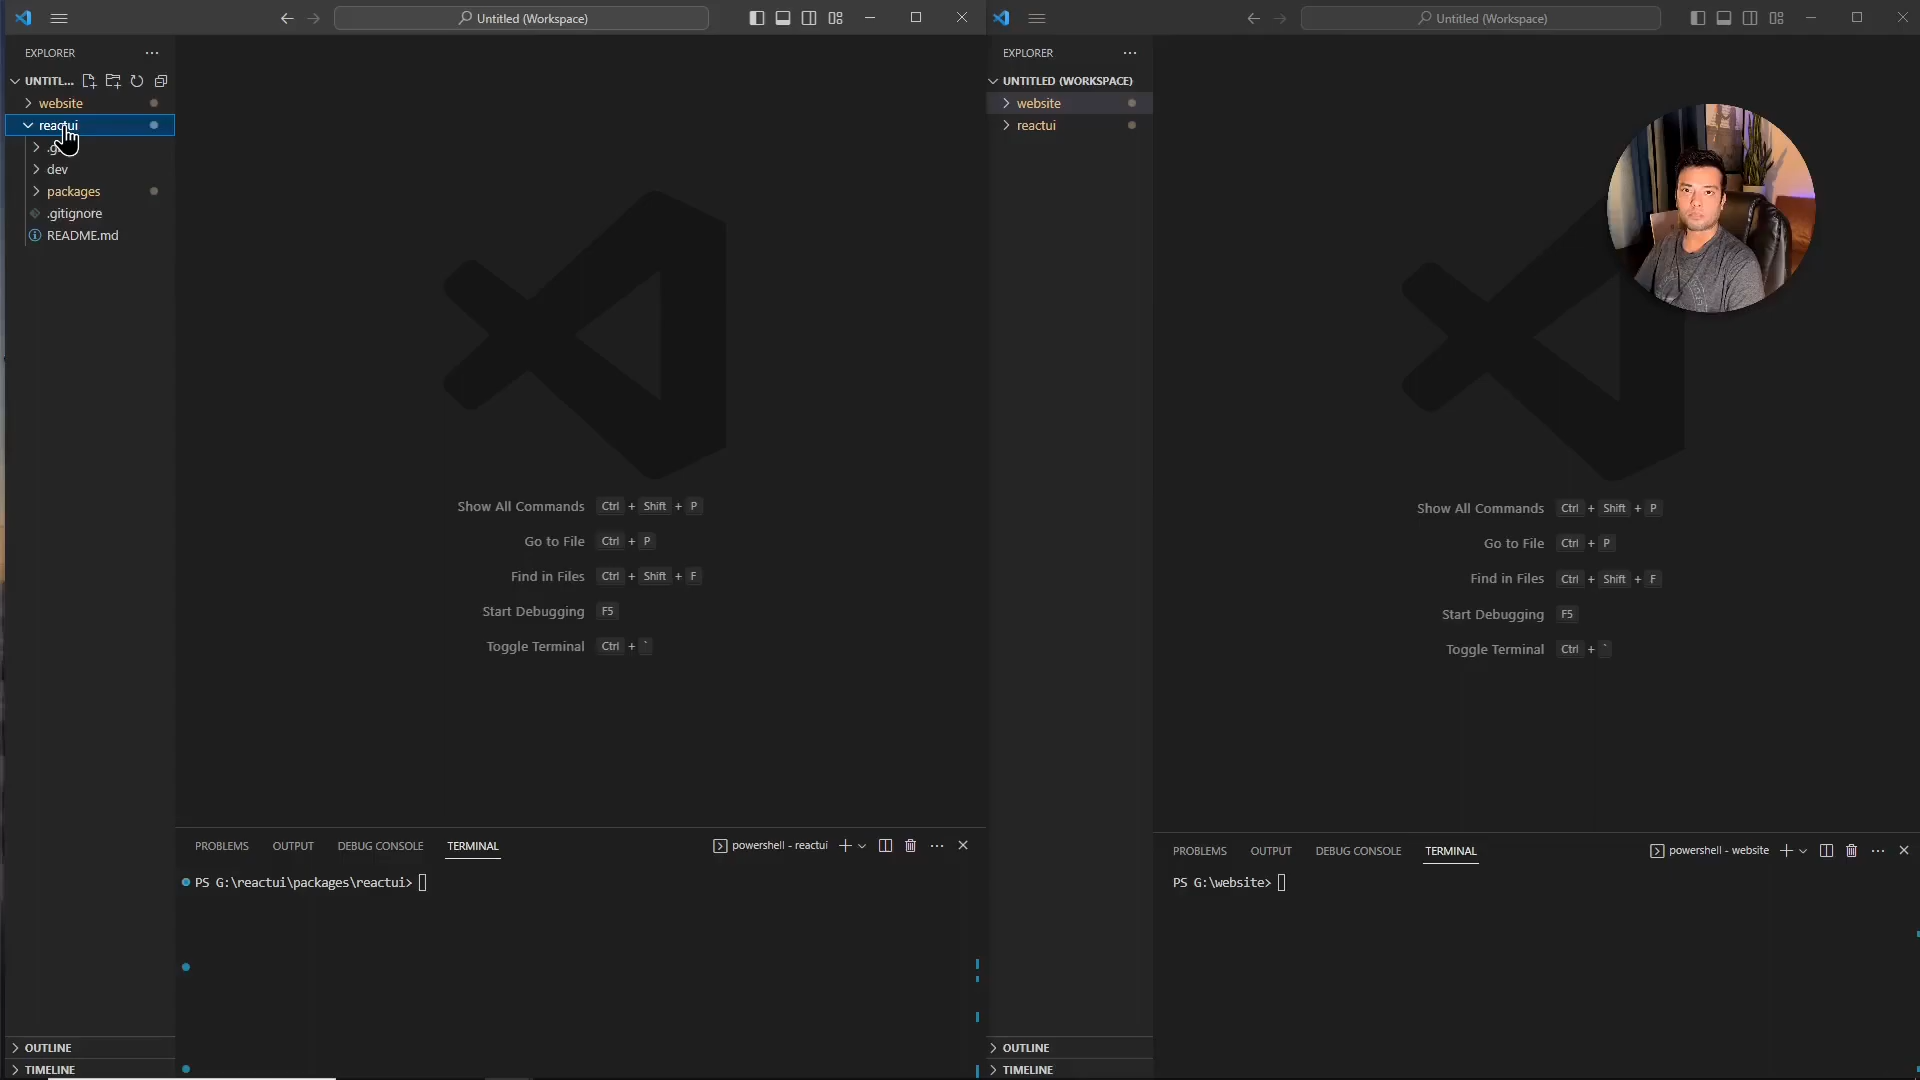 Untitled (Workspace)
EXPLORER
UNTITL...
website
reactui
dev
packages
.gitignore
README.md
Show All Commands Ctrl + Shift + P
Go to File Ctrl + P
Find in Files Ctrl + Shift + F
Start Debugging F5
Toggle Terminal Ctrl + `
PROBLEMS OUTPUT DEBUG CONSOLE TERMINAL powershell - reactui
PS G:\reactui\packages\reactui>
OUTLINE
TIMELINE
Untitled (Workspace)
EXPLORER
UNTITLED (WORKSPACE)
website
reactui
Show All Commands Ctrl + Shift + P
Go to File Ctrl + P
Find in Files Ctrl + Shift + F
Start Debugging F5
Toggle Terminal Ctrl + `
PROBLEMS OUTPUT DEBUG CONSOLE TERMINAL powershell - website
PS G:\website>
OUTLINE
TIMELINE